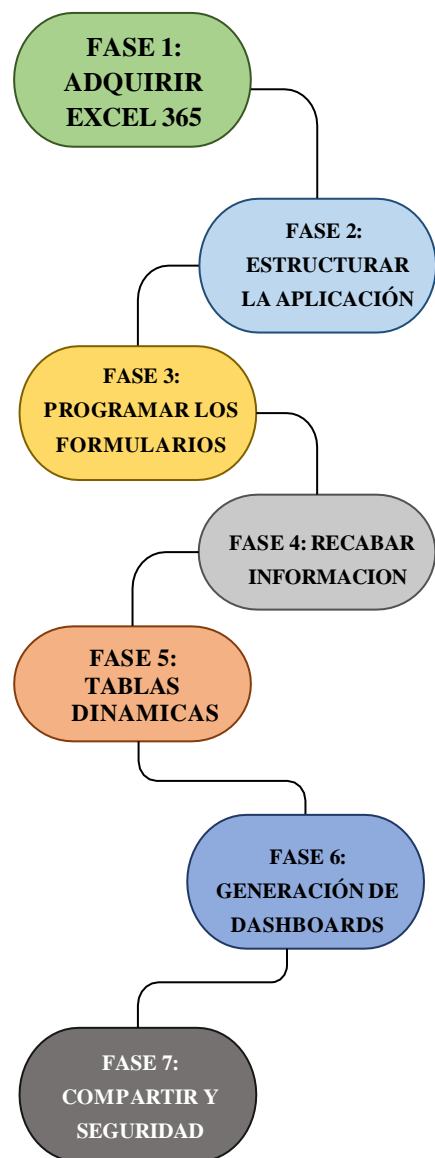 FASE 1:
ADQUIRIR
EXCEL 365
FASE 2:
ESTRUCTURAR
LA APLICACIÓN
FASE 3:
PROGRAMAR LOS
FORMULARIOS
FASE 4: RECABAR
INFORMACION
FASE 5:
TABLAS
DINAMICAS
FASE 6:
GENERACIÓN DE
DASHBOARDS
FASE 7:
COMPARTIR Y
SEGURIDAD